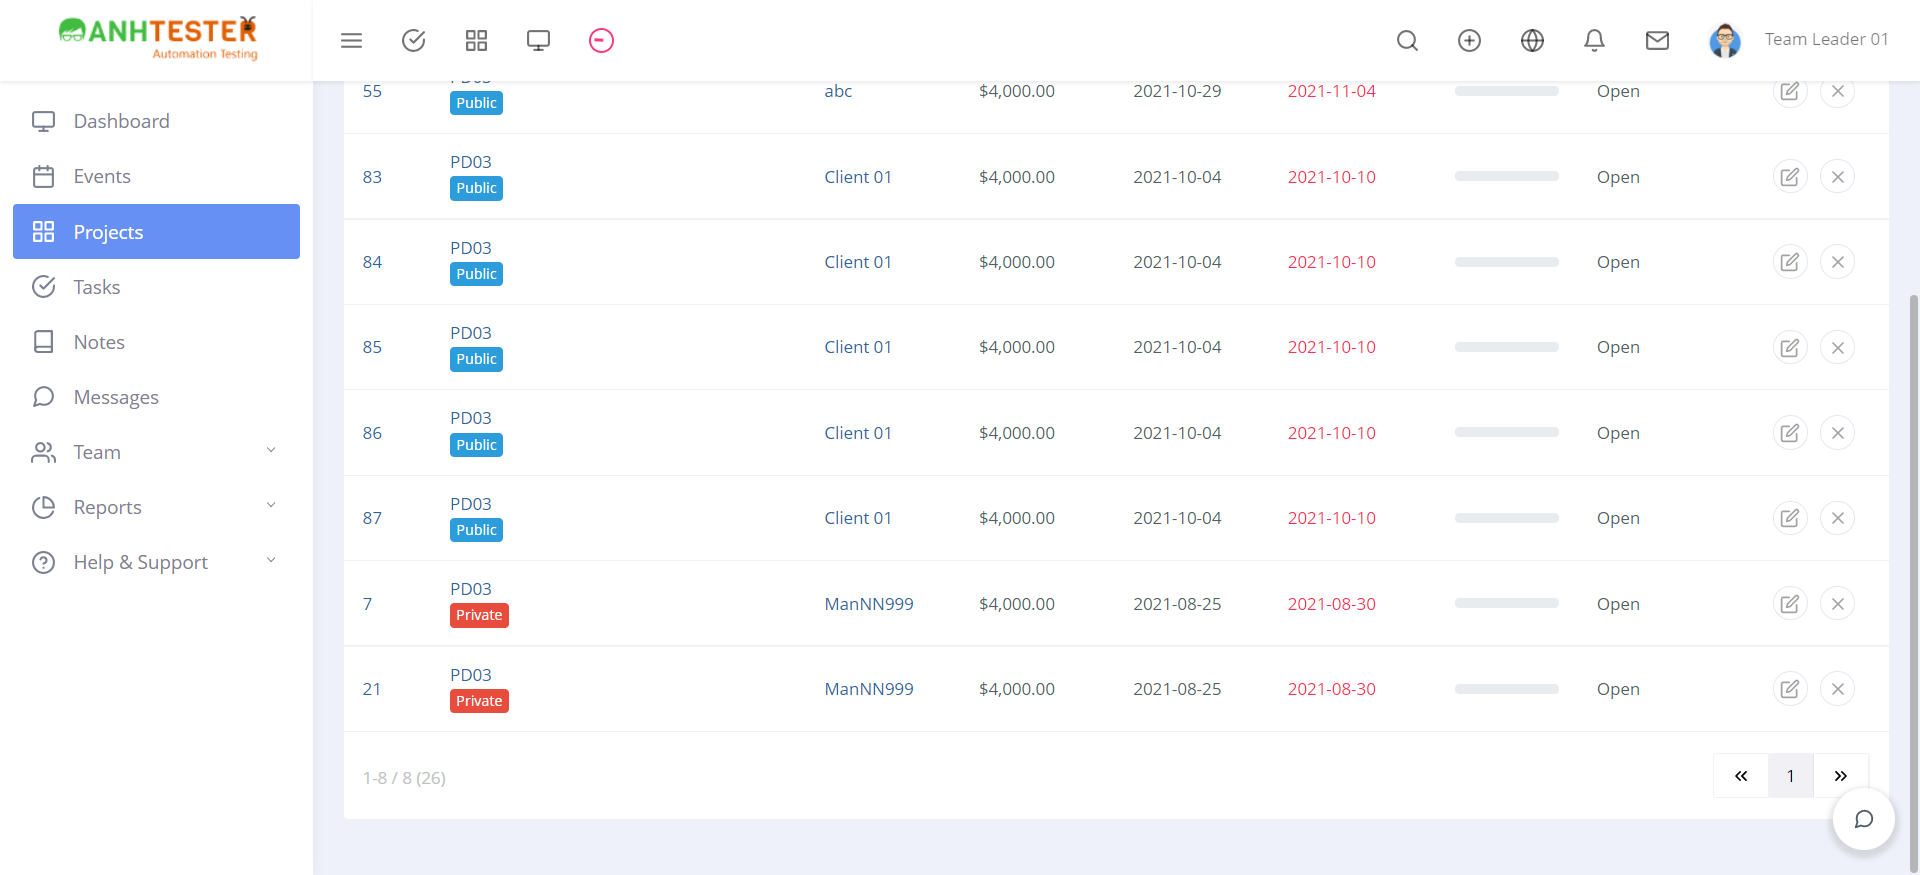 ANHTESTER
Automation Testing
Team Leader 01
Dashboard
Events
Projects
Tasks
Notes
Messages
Team
Reports
Help & Support
55 PD03 abc $4,000.00 2021-10-29 2021-11-04 Open
Public
83 PD03 Client 01 $4,000.00 2021-10-04 2021-10-10 Open
Public
84 PD03 Client 01 $4,000.00 2021-10-04 2021-10-10 Open
Public
85 PD03 Client 01 $4,000.00 2021-10-04 2021-10-10 Open
Public
86 PD03 Client 01 $4,000.00 2021-10-04 2021-10-10 Open
Public
87 PD03 Client 01 $4,000.00 2021-10-04 2021-10-10 Open
Public
7 PD03 ManNN999 $4,000.00 2021-08-25 2021-08-30 Open
Private
21 PD03 ManNN999 $4,000.00 2021-08-25 2021-08-30 Open
Private
1-8 / 8 (26)
« 1 »